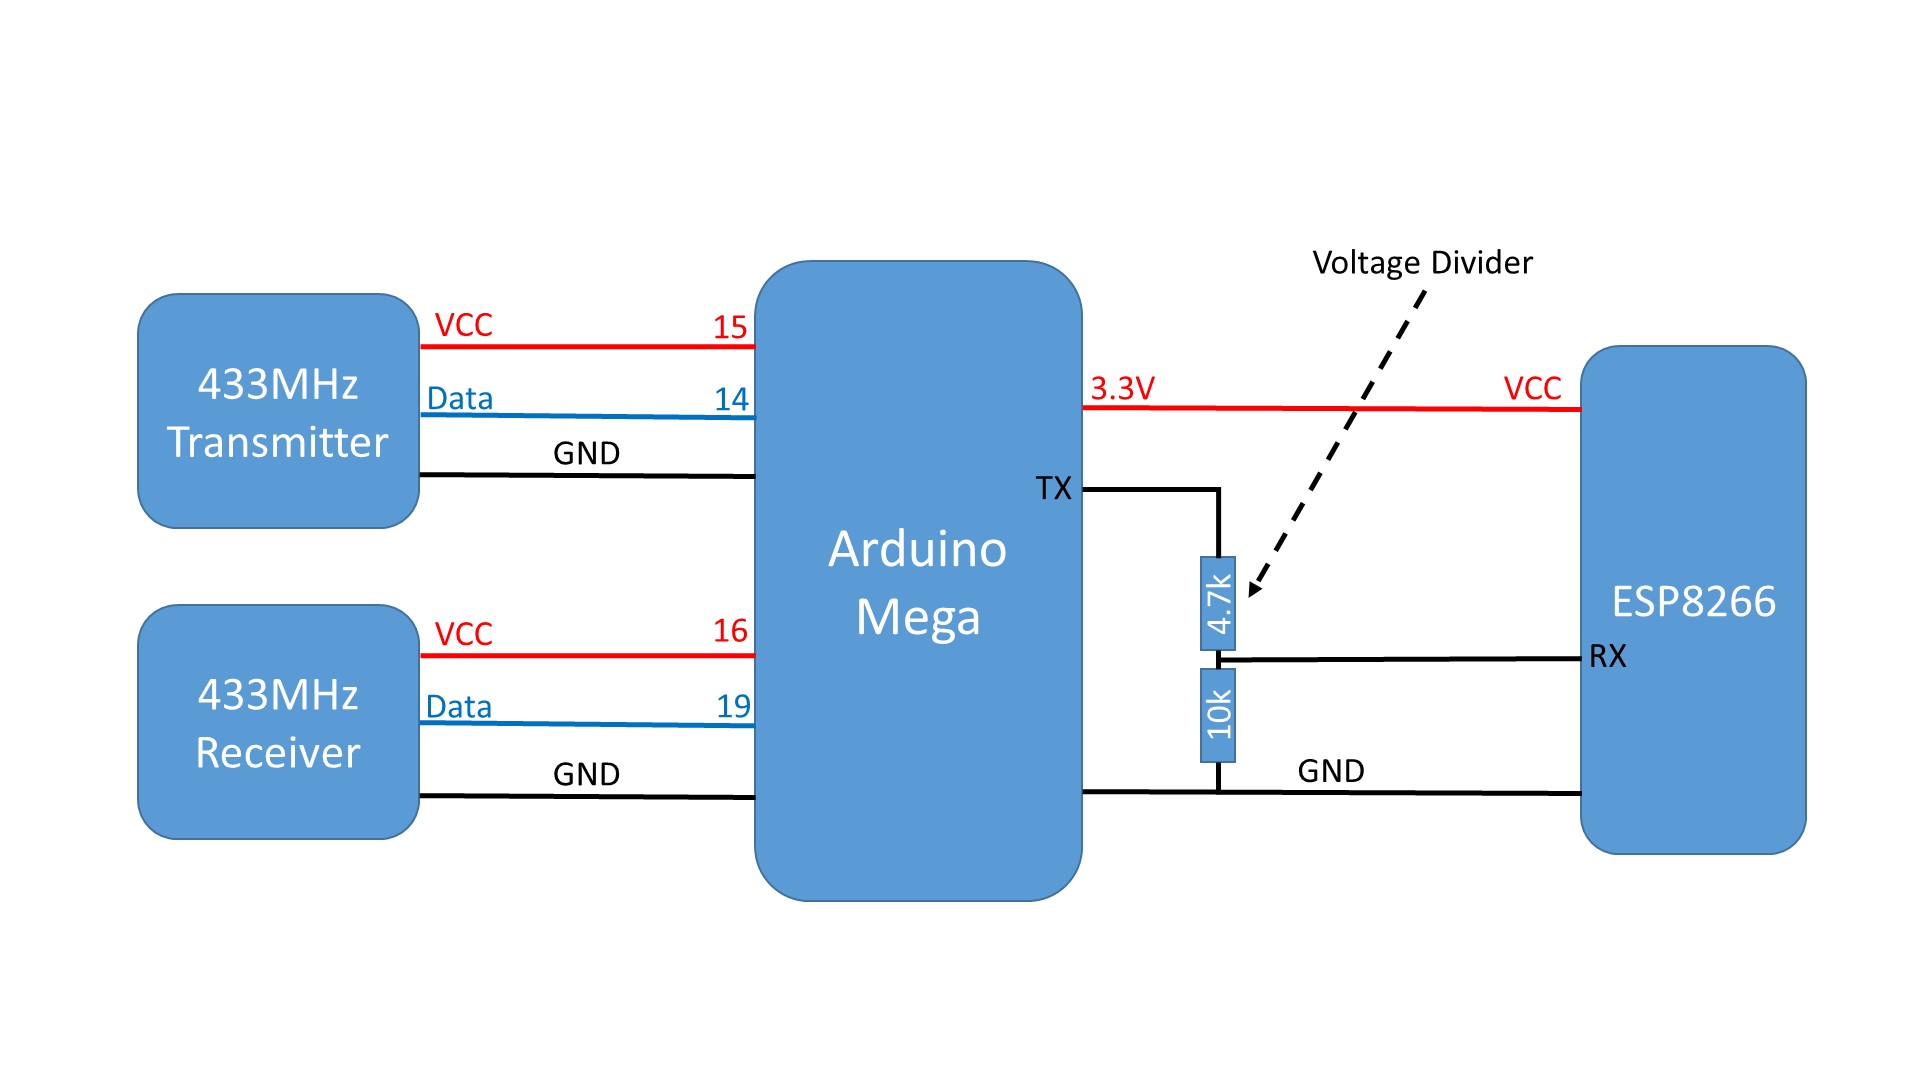 Voltage Divider
VCC
15
433MHz
Transmitter
Data
14
GND
3.3V
VCC
TX
Arduino
Mega
4.7k
ESP8266
RX
VCC
16
433MHz
Receiver
Data
19
10k
GND
GND